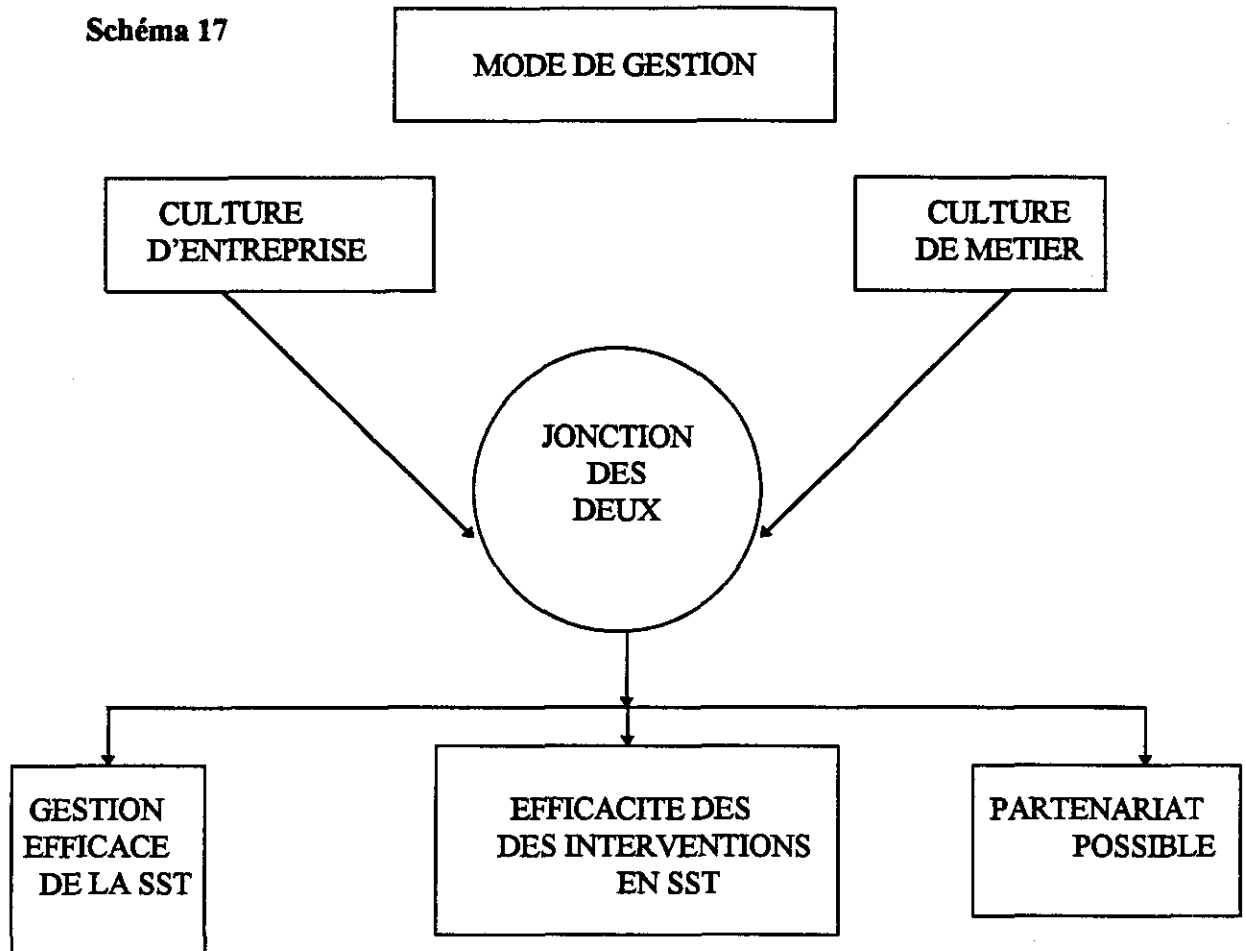 Schéma 17
MODE DE GESTION
CULTURE
D'ENTREPRISE
CULTURE
DE METIER
JONCTION
DES
DEUX
GESTION
EFFICACE
DE LA SST
EFFICACITE DES
DES INTERVENTIONS
EN SST
PARTENARIAT
POSSIBLE